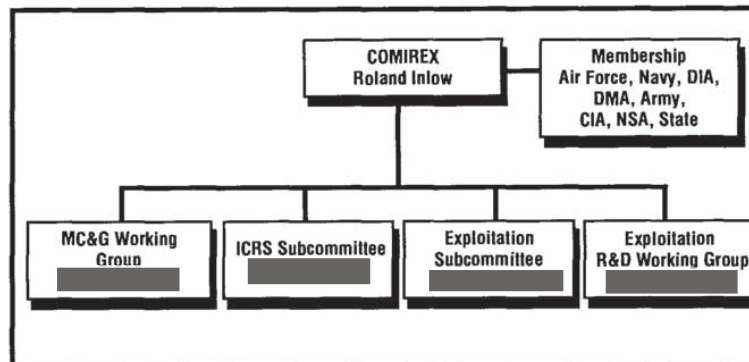 COMIREX
Roland Inlow
Membership
Air Force, Navy, DIA,
DMA, Army,
CIA, NSA, State
MC&G Working
Group
ICRS Subcommittee
Exploitation
Subcommittee
Exploitation
R&D Working Group